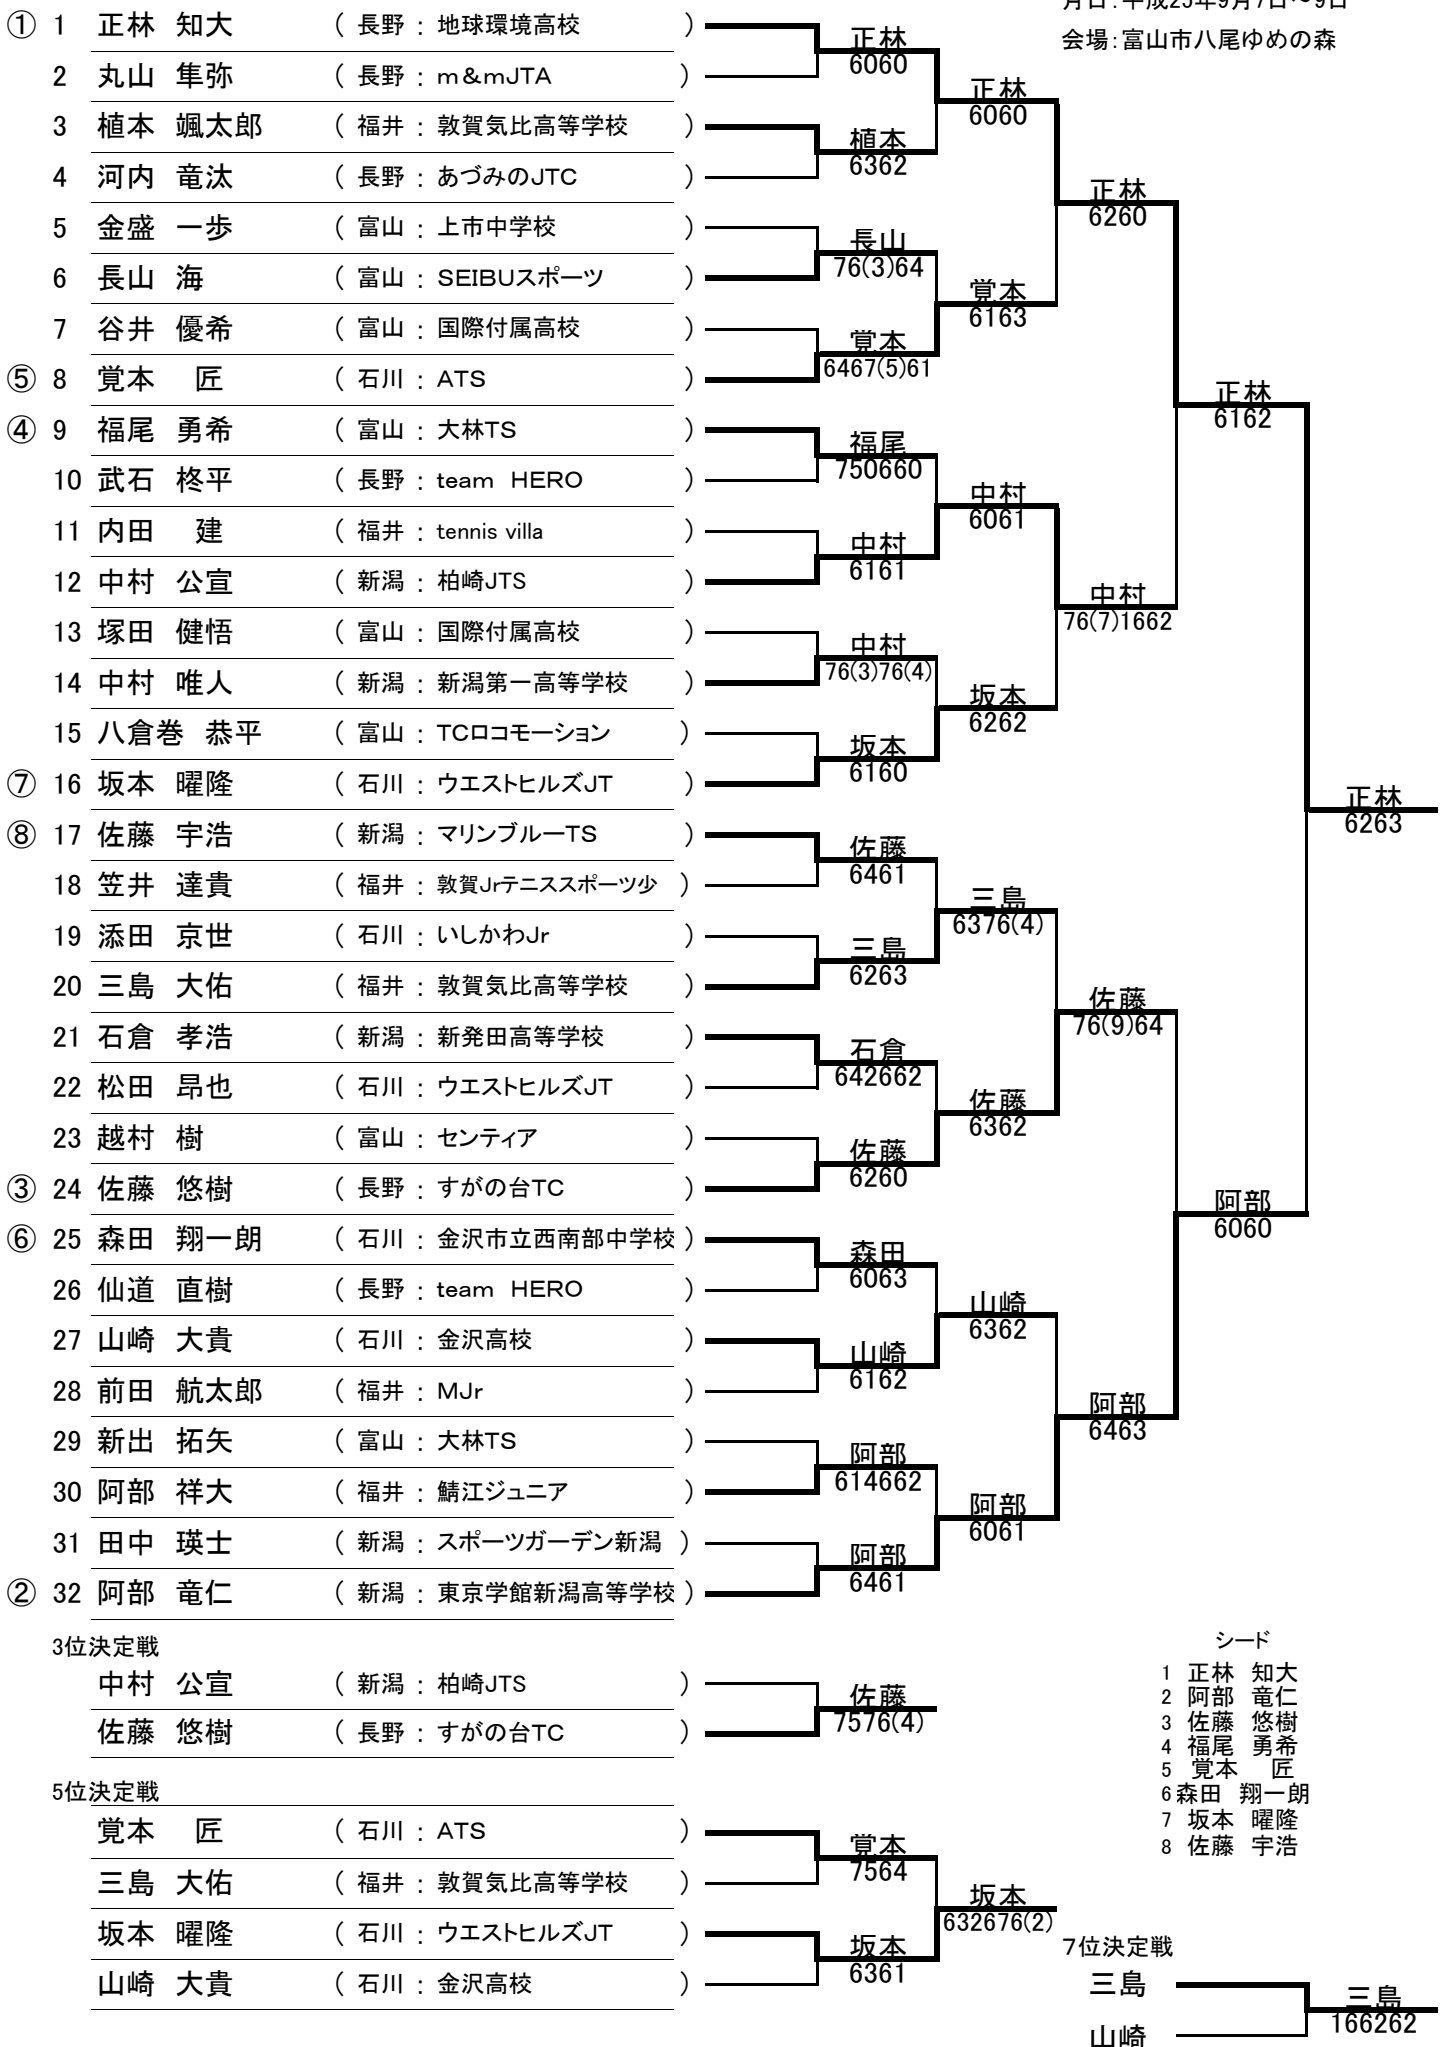 月日：平成25年9月7日～9日
会場：富山市八尾ゆめの森
① 1 正林 知大 （ 長野 ： 地球環境高校 ）
2 丸山 隼弥 （ 長野 ： m&mJTA ）
3 植本 颯太郎 （ 福井 ： 敦賀気比高等学校 ）
4 河内 竜汰 （ 長野 ： あづみのJTC ）
5 金盛 一歩 （ 富山 ： 上市中学校 ）
6 長山 海 （ 富山 ： SEIBUスポーツ ）
7 谷井 優希 （ 富山 ： 国際付属高校 ）
⑤ 8 覚本 匠 （ 石川 ： ATS ）
④ 9 福尾 勇希 （ 富山 ： 大林TS ）
10 武石 柊平 （ 長野 ： team HERO ）
11 内田 建 （ 福井 ： tennis villa ）
12 中村 公宣 （ 新潟 ： 柏崎JTS ）
13 塚田 健悟 （ 富山 ： 国際付属高校 ）
14 中村 唯人 （ 新潟 ： 新潟第一高等学校 ）
15 八倉巻 恭平 （ 富山 ： TCロコモーション ）
⑦ 16 坂本 曜隆 （ 石川 ： ウエストヒルズJT ）
⑧ 17 佐藤 宇浩 （ 新潟 ： マリンブルーTS ）
18 笠井 達貴 （ 福井 ： 敦賀Jrテニススポーツ少 ）
19 添田 京世 （ 石川 ： いしかわJr ）
20 三島 大佑 （ 福井 ： 敦賀気比高等学校 ）
21 石倉 孝浩 （ 新潟 ： 新発田高等学校 ）
22 松田 昂也 （ 石川 ： ウエストヒルズJT ）
23 越村 樹 （ 富山 ： センティア ）
③ 24 佐藤 悠樹 （ 長野 ： すがの台TC ）
⑥ 25 森田 翔一朗 （ 石川 ： 金沢市立西南部中学校 ）
26 仙道 直樹 （ 長野 ： team HERO ）
27 山崎 大貴 （ 石川 ： 金沢高校 ）
28 前田 航太郎 （ 福井 ： MJr ）
29 新出 拓矢 （ 富山 ： 大林TS ）
30 阿部 祥大 （ 福井 ： 鯖江ジュニア ）
31 田中 瑛士 （ 新潟 ： スポーツガーデン新潟 ）
② 32 阿部 竜仁 （ 新潟 ： 東京学館新潟高等学校 ）
正林
6060
植本
6362
長山
76(3)64
覚本
6467(5)61
福尾
750660
中村
6161
中村
76(3)76(4)
坂本
6160
佐藤
6461
三島
6263
石倉
642662
佐藤
6260
森田
6063
山崎
6162
阿部
614662
阿部
6461
正林
6060
覚本
6163
中村
6061
坂本
6262
三島
6376(4)
佐藤
6362
山崎
6362
阿部
6061
正林
6260
中村
76(7)1662
佐藤
76(9)64
阿部
6463
正林
6162
阿部
6060
正林
6263
3位決定戦
中村 公宣 （ 新潟 ： 柏崎JTS ）
佐藤 悠樹 （ 長野 ： すがの台TC ）
佐藤
7576(4)
5位決定戦
覚本 匠 （ 石川 ： ATS ）
三島 大佑 （ 福井 ： 敦賀気比高等学校 ）
坂本 曜隆 （ 石川 ： ウエストヒルズJT ）
山崎 大貴 （ 石川 ： 金沢高校 ）
覚本
7564
坂本
6361
坂本
632676(2)
シード
1 正林 知大
2 阿部 竜仁
3 佐藤 悠樹
4 福尾 勇希
5 覚本 匠
6 森田 翔一朗
7 坂本 曜隆
8 佐藤 宇浩
7位決定戦
三島
山崎
三島
166262